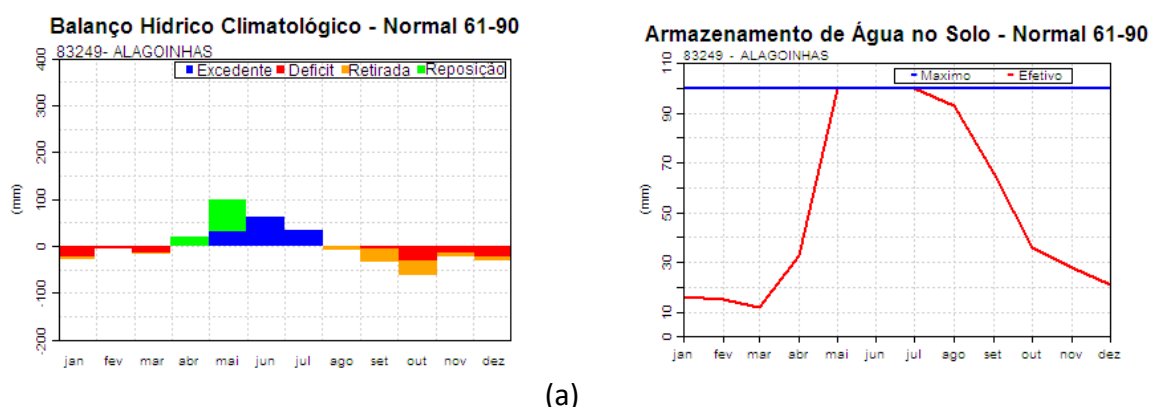 Balanço Hídrico Climatológico - Normal 61-90
83249- ALAGOINHAS
Excedente Deficit Retirada Reposição
400
300
200
100
0
-100
-200
(mm)
jan fev mar abr mai jun jul ago set out nov dez
Armazenamento de Água no Solo - Normal 61-90
83249 - ALAGOINHAS
Maximo Efetivo
110
90
70
50
30
10
0
(mm)
jan fev mar abr mai jun jul ago set out nov dez
(a)